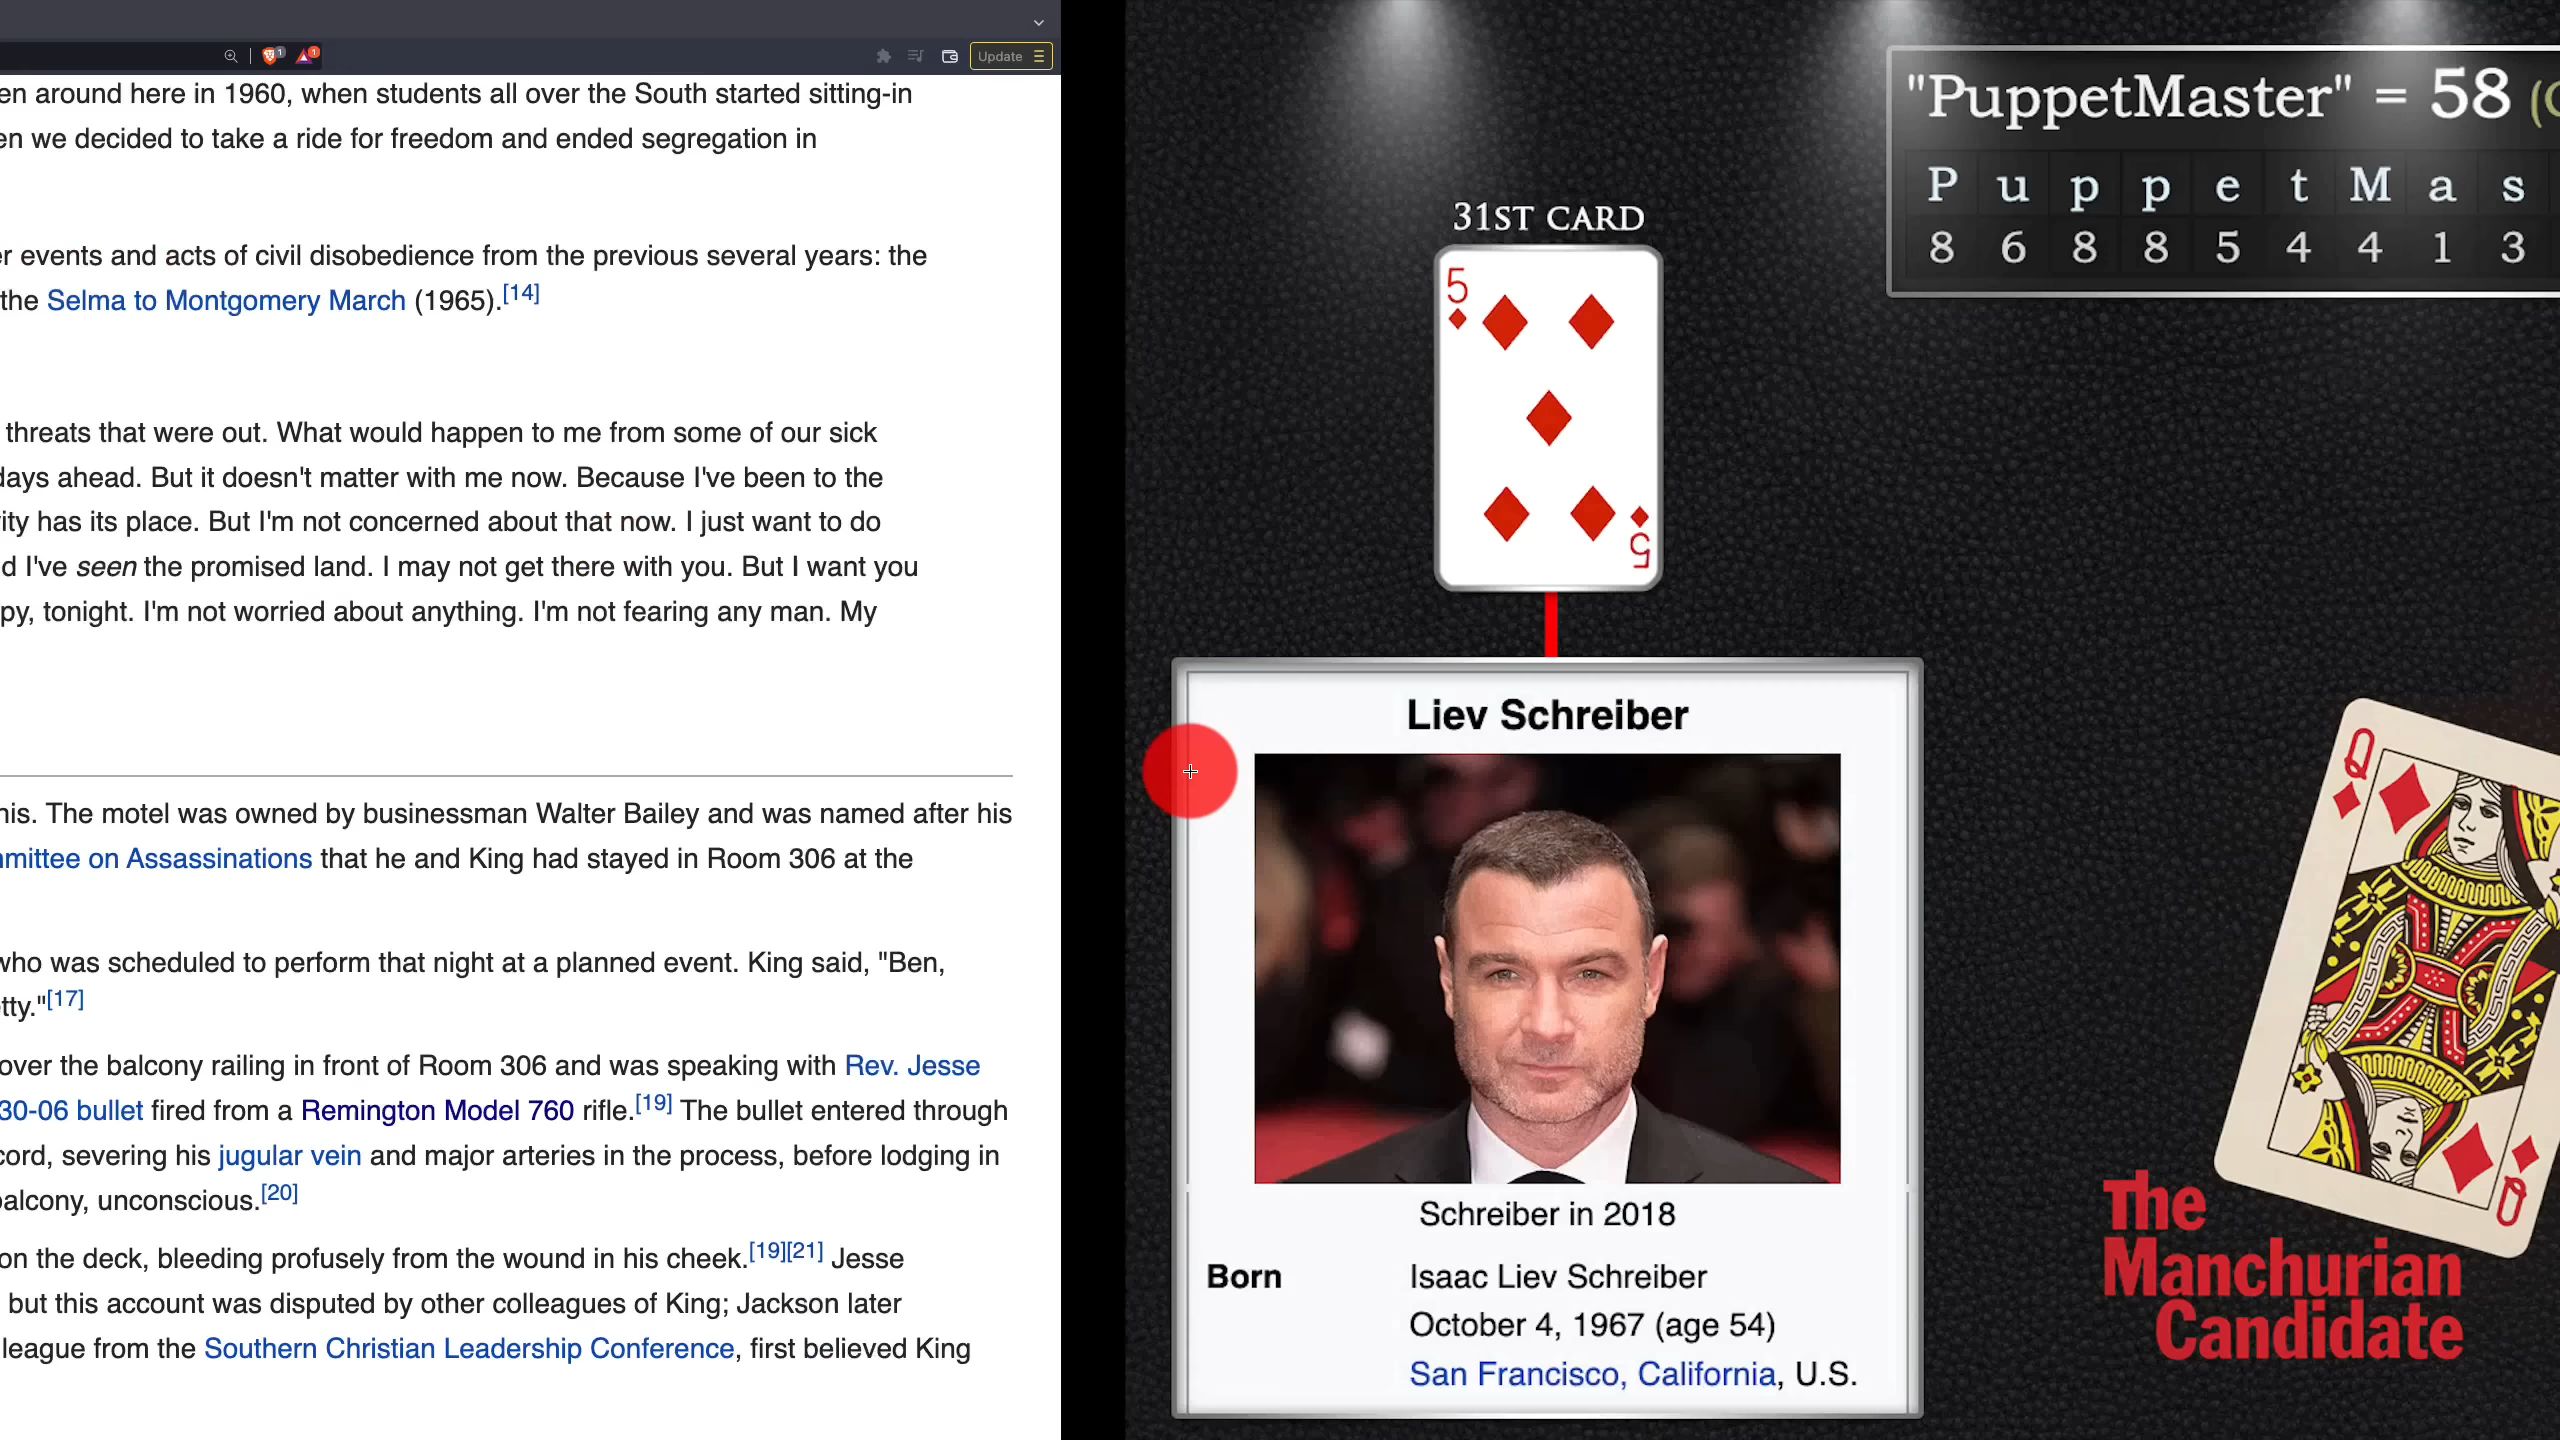 1
1
Update
en around here in 1960, when students all over the South started sitting-in
en we decided to take a ride for freedom and ended segregation in
er events and acts of civil disobedience from the previous several years: the
the Selma to Montgomery March (1965).[14]
threats that were out. What would happen to me from some of our sick
days ahead. But it doesn't matter with me now. Because I've been to the
ity has its place. But I'm not concerned about that now. I just want to do
d I've seen the promised land. I may not get there with you. But I want you
py, tonight. I'm not worried about anything. I'm not fearing any man. My
his. The motel was owned by businessman Walter Bailey and was named after his
mmittee on Assassinations that he and King had stayed in Room 306 at the
who was scheduled to perform that night at a planned event. King said, "Ben,
etty."[17]
over the balcony railing in front of Room 306 and was speaking with Rev. Jesse
30-06 bullet fired from a Remington Model 760 rifle.[19] The bullet entered through
cord, severing his jugular vein and major arteries in the process, before lodging in
balcony, unconscious.[20]
on the deck, bleeding profusely from the wound in his cheek.[19][21] Jesse
but this account was disputed by other colleagues of King; Jackson later
league from the Southern Christian Leadership Conference, first believed King
"PuppetMaster" = 58 (
P u p p e t M a s
8 6 8 8 5 4 4 1 3
31ST CARD
5
5
Liev Schreiber
Schreiber in 2018
Born Isaac Liev Schreiber
October 4, 1967 (age 54)
San Francisco, California, U.S.
Q
Q
The
Manchurian
Candidate